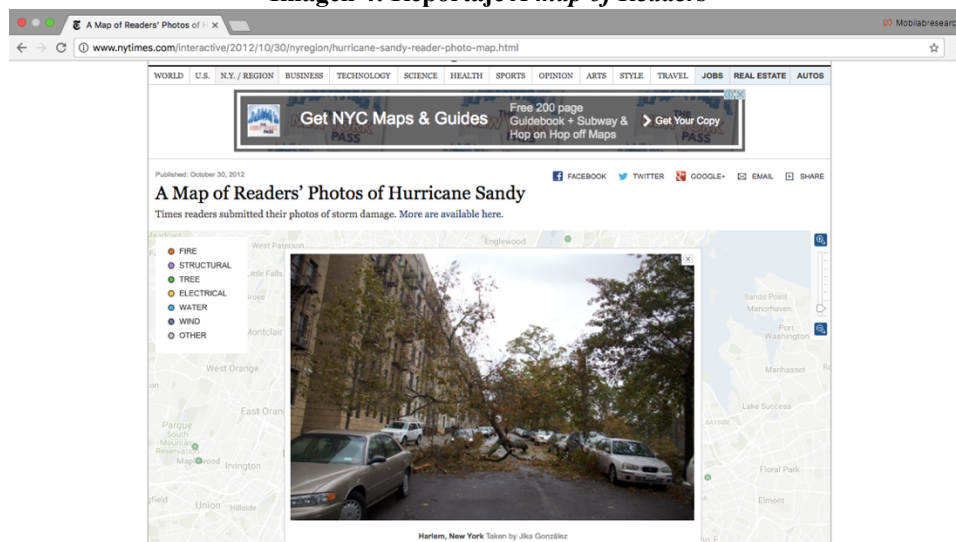 Imagen 4: Reportaje A map of Readers'
A Map of Readers' Photos of H
Mobilabresearc
www.nytimes.com/interactive/2012/10/30/nyregion/hurricane-sandy-reader-photo-map.html
WORLD U.S. N.Y. / REGION BUSINESS TECHNOLOGY SCIENCE HEALTH SPORTS OPINION ARTS STYLE TRAVEL JOBS REAL ESTATE AUTOS
Get NYC Maps & Guides
Free 200 page
Guidebook + Subway &
Hop on Hop off Maps
Get Your Copy
PASS
Published: October 30, 2012
FACEBOOK TWITTER GOOGLE+ EMAIL SHARE
A Map of Readers' Photos of Hurricane Sandy
Times readers submitted their photos of storm damage. More are available here.
FIRE
STRUCTURAL
TREE
ELECTRICAL
WATER
WIND
OTHER
West Paterson
Englewood
Little Falls
Montclair
West Orange
East Oran
Parque
South
Mountain
Reservation
Maplewood
Irvington
Union
Hillside
Sands Point
Manorhaven
Port
Washington
Manhasset
Lake Success
BAYSIDE
Floral Park
Elmont
Harlem, New York Taken by Jika González